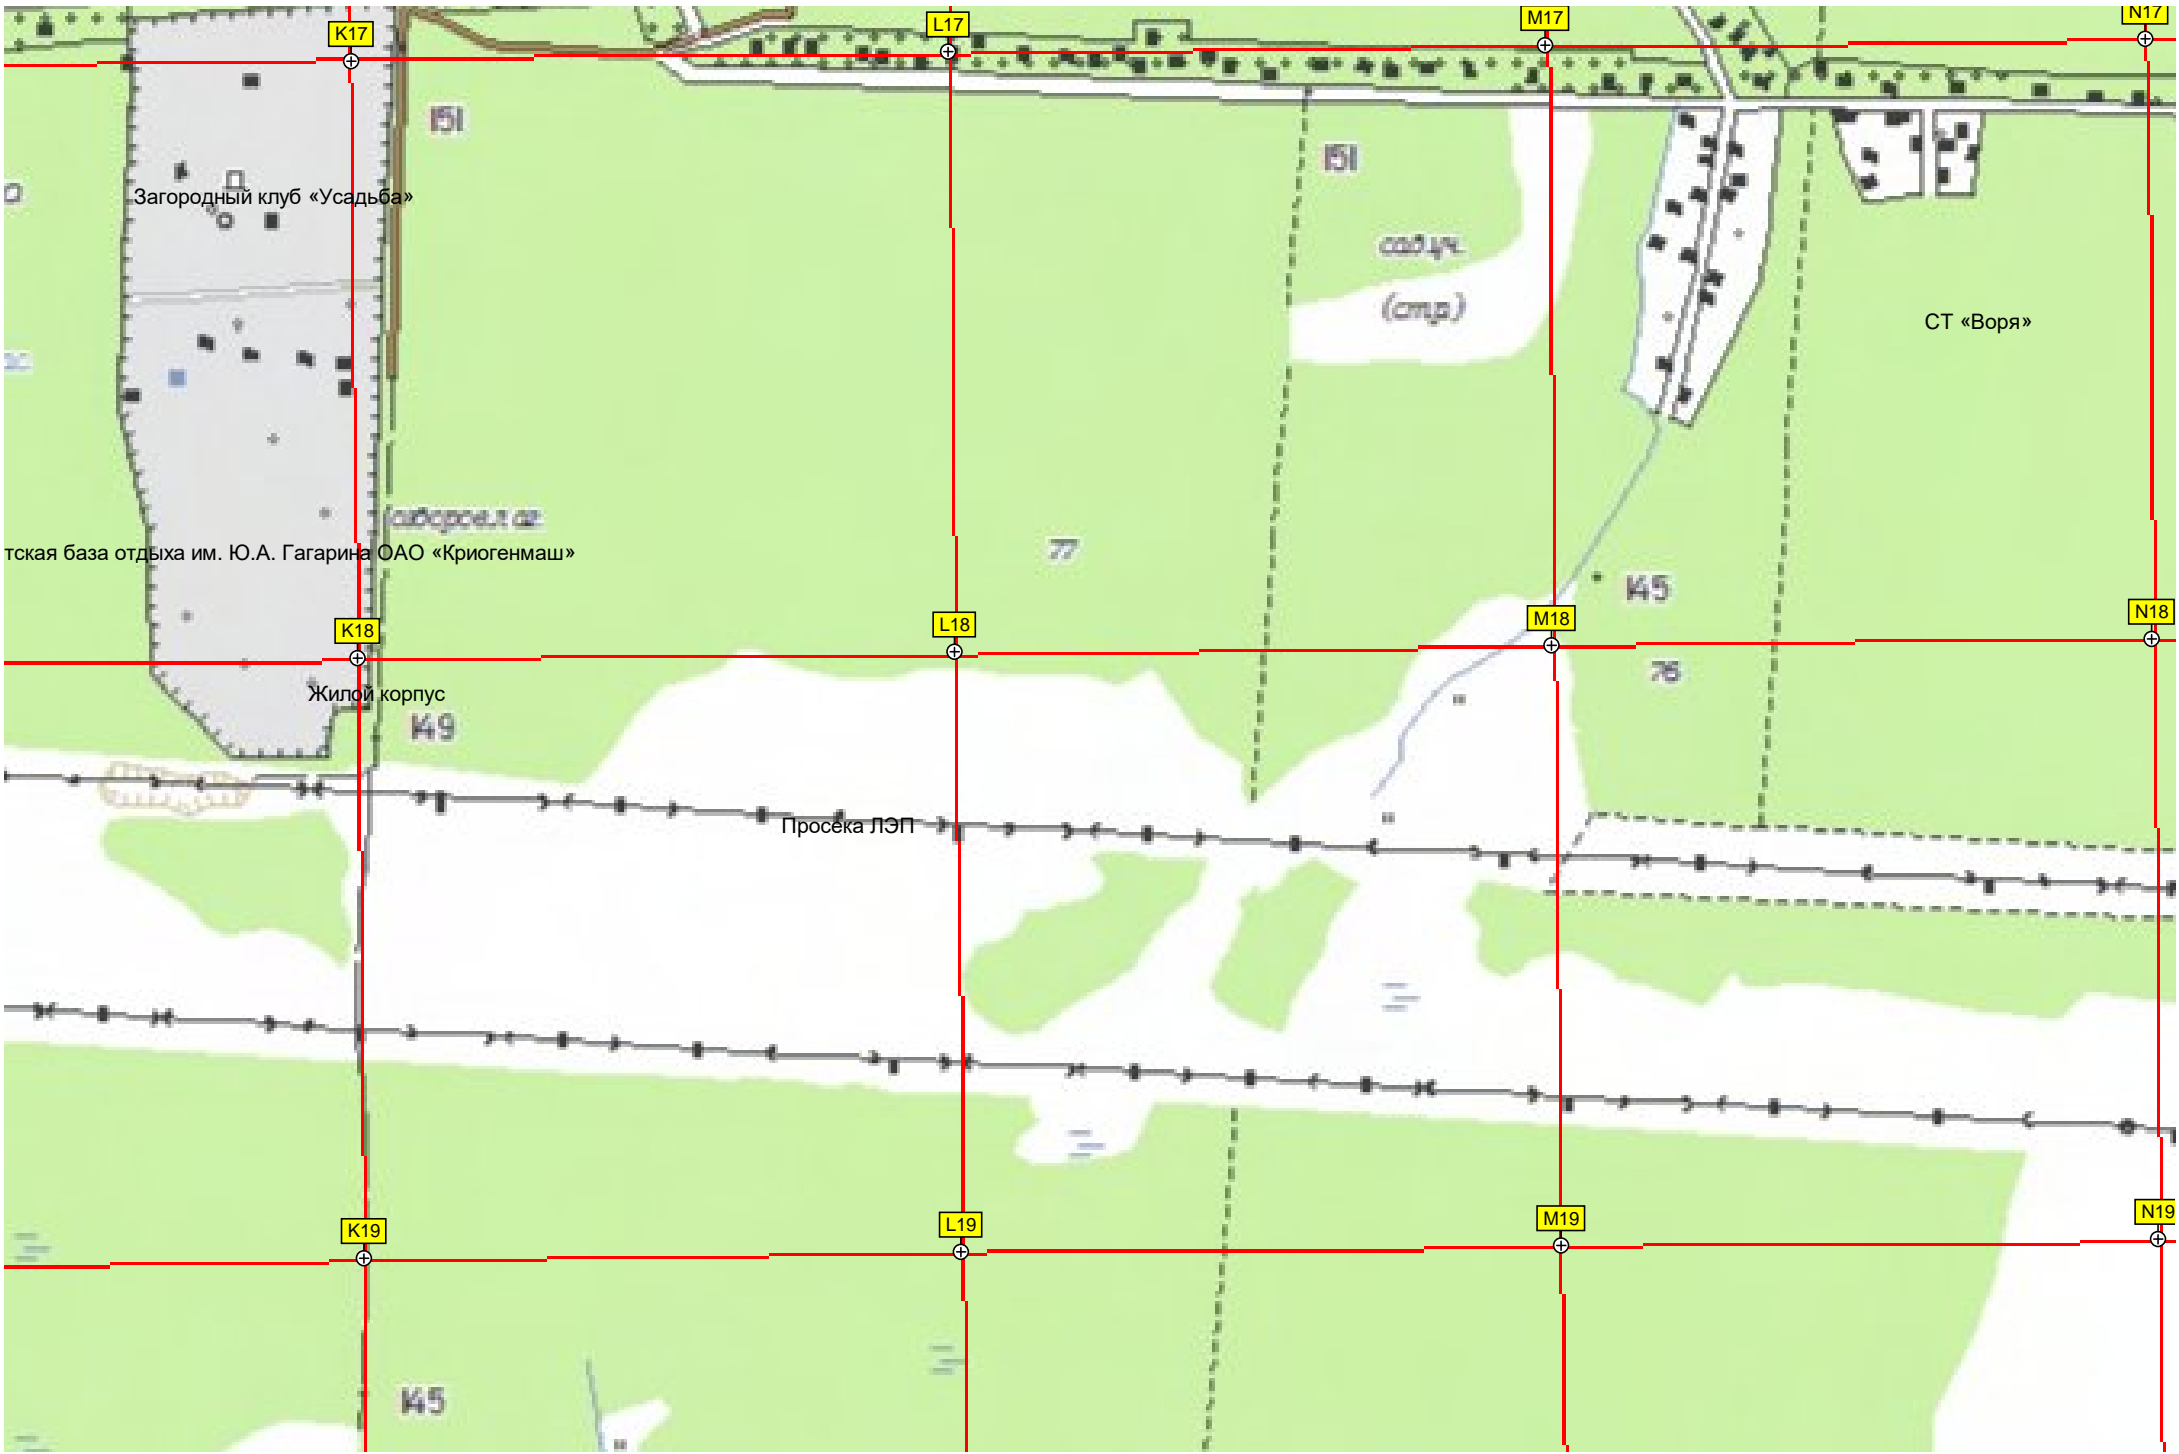 K17
L17
M17
N17
151
151
Загородный клуб «Усадьба»
сад.уч.
(стр.)
СТ «Воря»
тская база отдыха им. Ю.А. Гагарина ОАО «Криогенмаш»
77
145
K18
L18
M18
N18
76
Жилой корпус
149
Просека ЛЭП
K19
L19
M19
N19
145